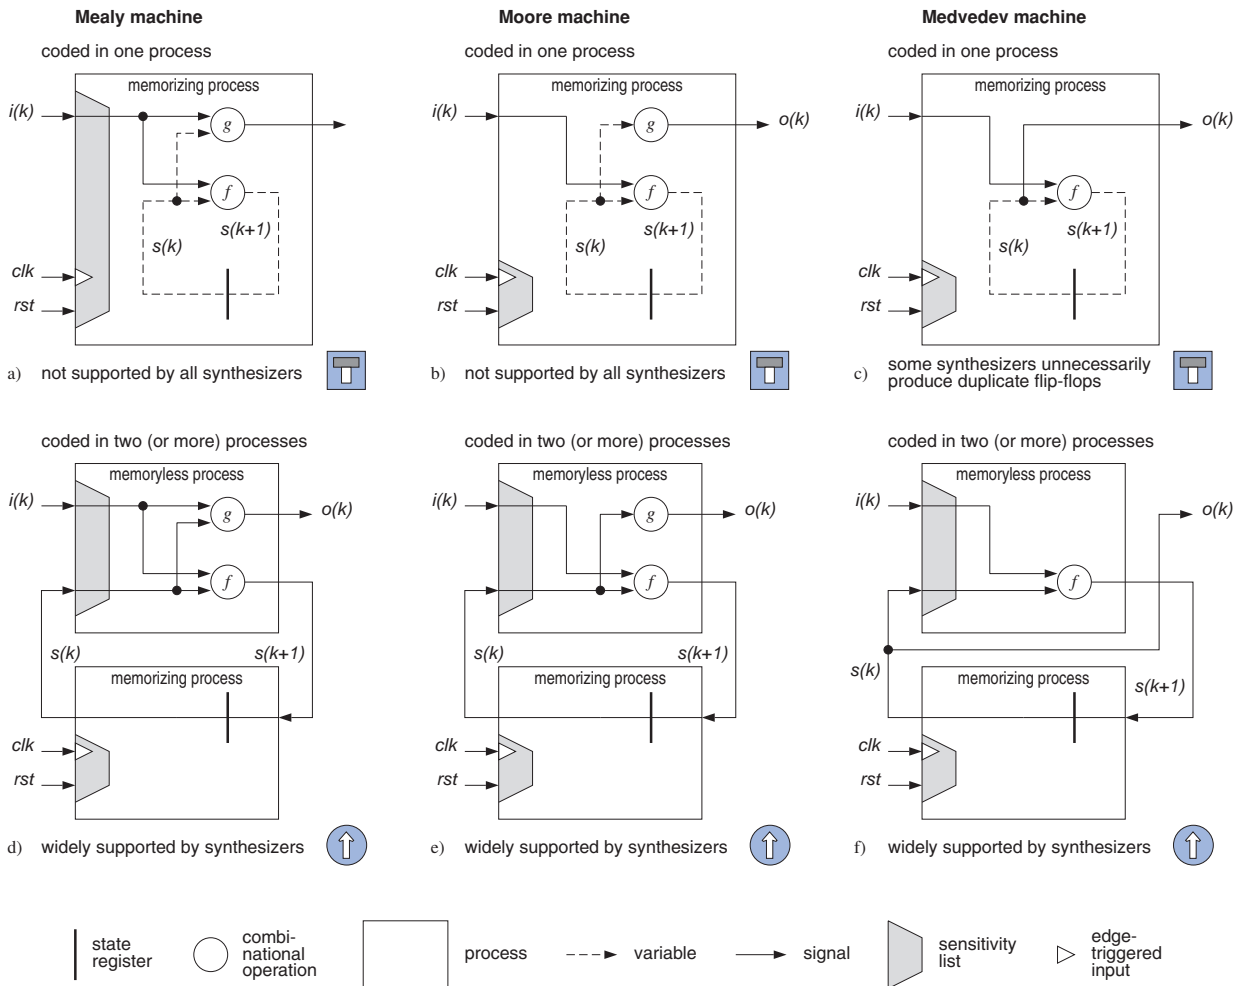 Mealy machine
Moore machine
Medvedev machine
coded in one process
coded in one process
coded in one process
memorizing process
memorizing process
memorizing process
i(k)
g
i(k)
g
o(k)
i(k)
o(k)
f
f
f
s(k)
s(k+1)
s(k)
s(k+1)
s(k)
s(k+1)
clk
clk
clk
rst
rst
rst
a) not supported by all synthesizers
b) not supported by all synthesizers
c) some synthesizers unnecessarily
produce duplicate flip-flops
coded in two (or more) processes
coded in two (or more) processes
coded in two (or more) processes
memoryless process
memoryless process
memoryless process
i(k)
g
o(k)
i(k)
g
o(k)
i(k)
o(k)
f
f
f
s(k)
s(k+1)
s(k)
s(k+1)
s(k)
s(k+1)
memorizing process
memorizing process
memorizing process
clk
clk
clk
rst
rst
rst
d) widely supported by synthesizers
e) widely supported by synthesizers
f) widely supported by synthesizers
state
register
combi-
national
operation
process
variable
signal
sensitivity
list
edge-
triggered
input